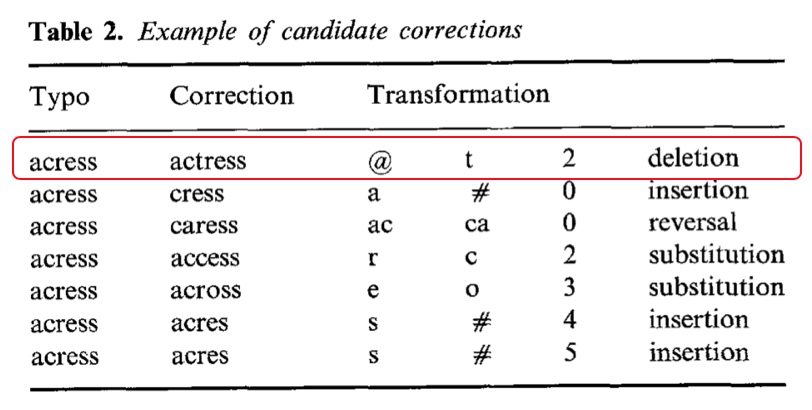 Table 2. Example of candidate corrections
Typo Correction Transformation
acress actress @ t 2 deletion
acress cress a # 0 insertion
acress caress ac ca 0 reversal
acress access r c 2 substitution
acress across e o 3 substitution
acress acres s # 4 insertion
acress acres s # 5 insertion